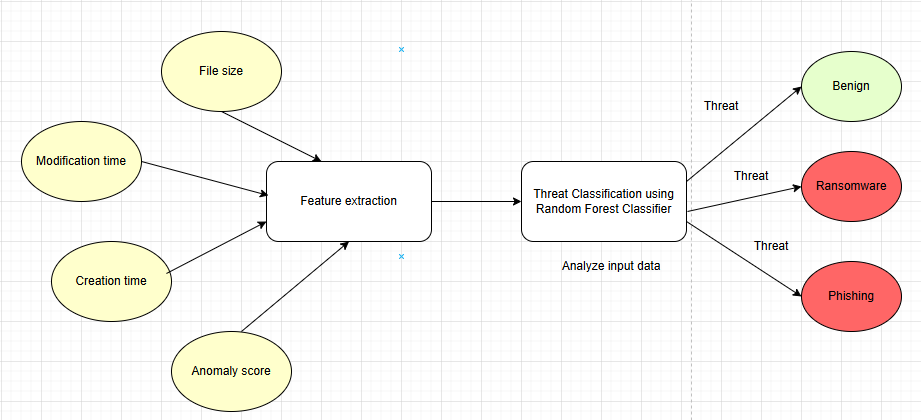 File size
Modification time
Creation time
Anomaly score
Feature extraction
Threat Classification using
Random Forest Classifier
Analyze input data
Threat
Threat
Threat
Benign
Ransomware
Phishing